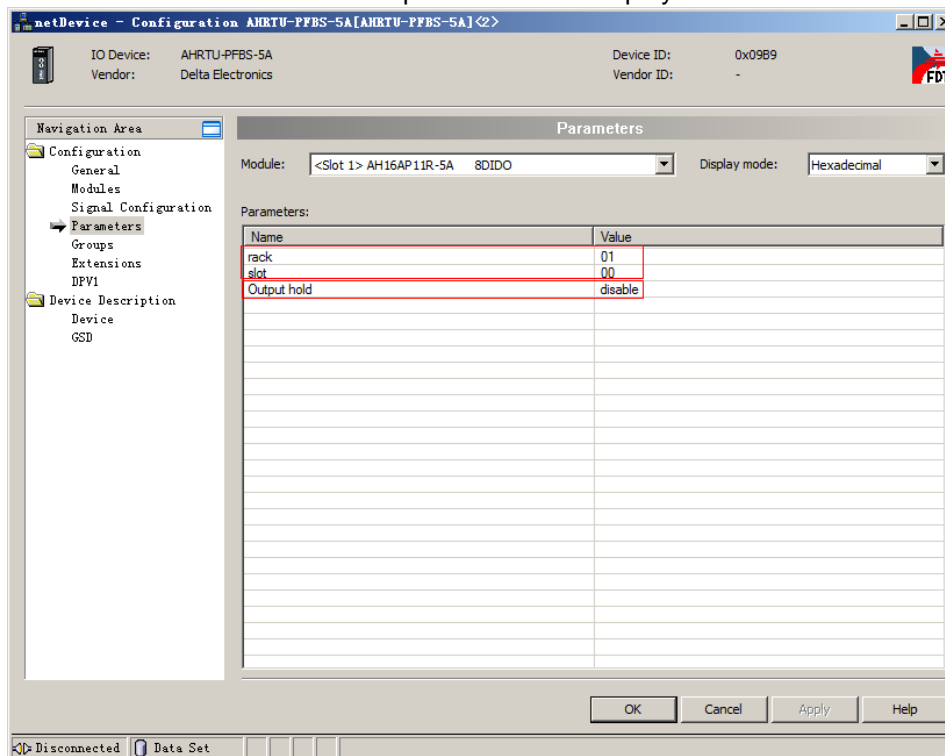 netDevice - Configuration AHRTU-PFBS-5A[AHRTU-PFBS-5A]<2>
IO Device: AHRTU-PFBS-5A Device ID: 0x09B9
Vendor: Delta Electronics Vendor ID: -
FDT
Navigation Area
Configuration
General
Modules
Signal Configuration
Parameters
Groups
Extensions
DPV1
Device Description
Device
GSD
Parameters
Module: <Slot 1> AH16AP11R-5A 8DIDO Display mode: Hexadecimal
Parameters:
Name Value
rack 01
slot 00
Output hold disable
OK Cancel Apply Help
Disconnected Data Set